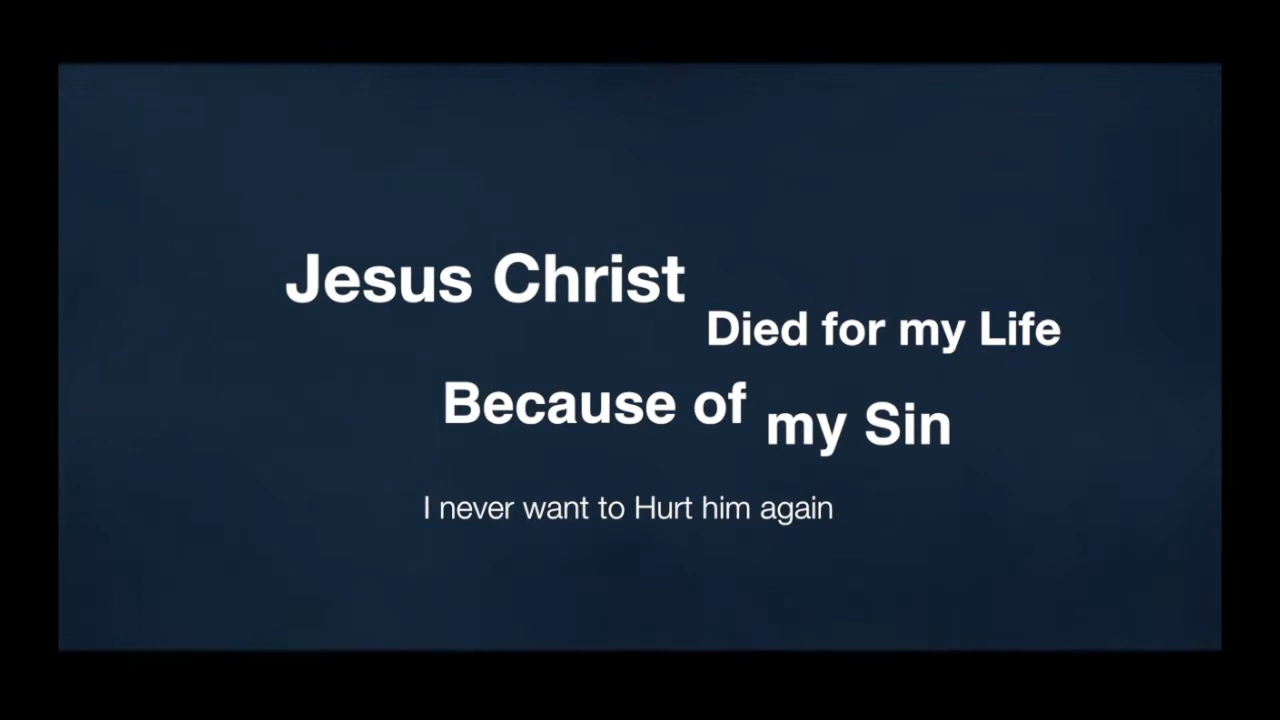 Jesus Christ
Died for my Life
Because of my Sin
I never want to Hurt him again